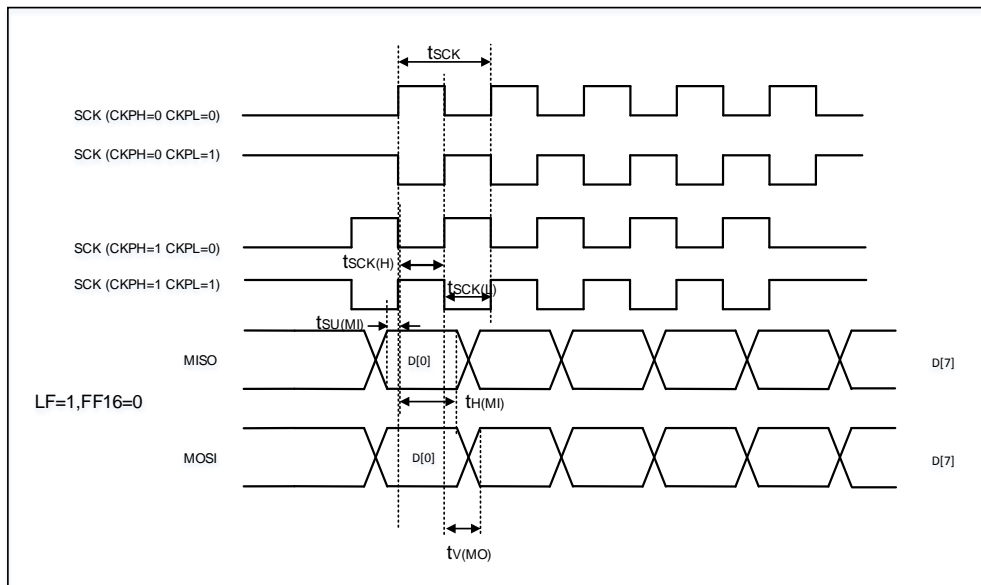 tSCK
SCK (CKPH=0 CKPL=0)
SCK (CKPH=0 CKPL=1)
SCK (CKPH=1 CKPL=0)
tSCK(H)
SCK (CKPH=1 CKPL=1)
tSCK(L)
tSU(MI)
MISO
D[0]
D[7]
LF=1,FF16=0
tH(MI)
MOSI
D[0]
D[7]
tV(MO)